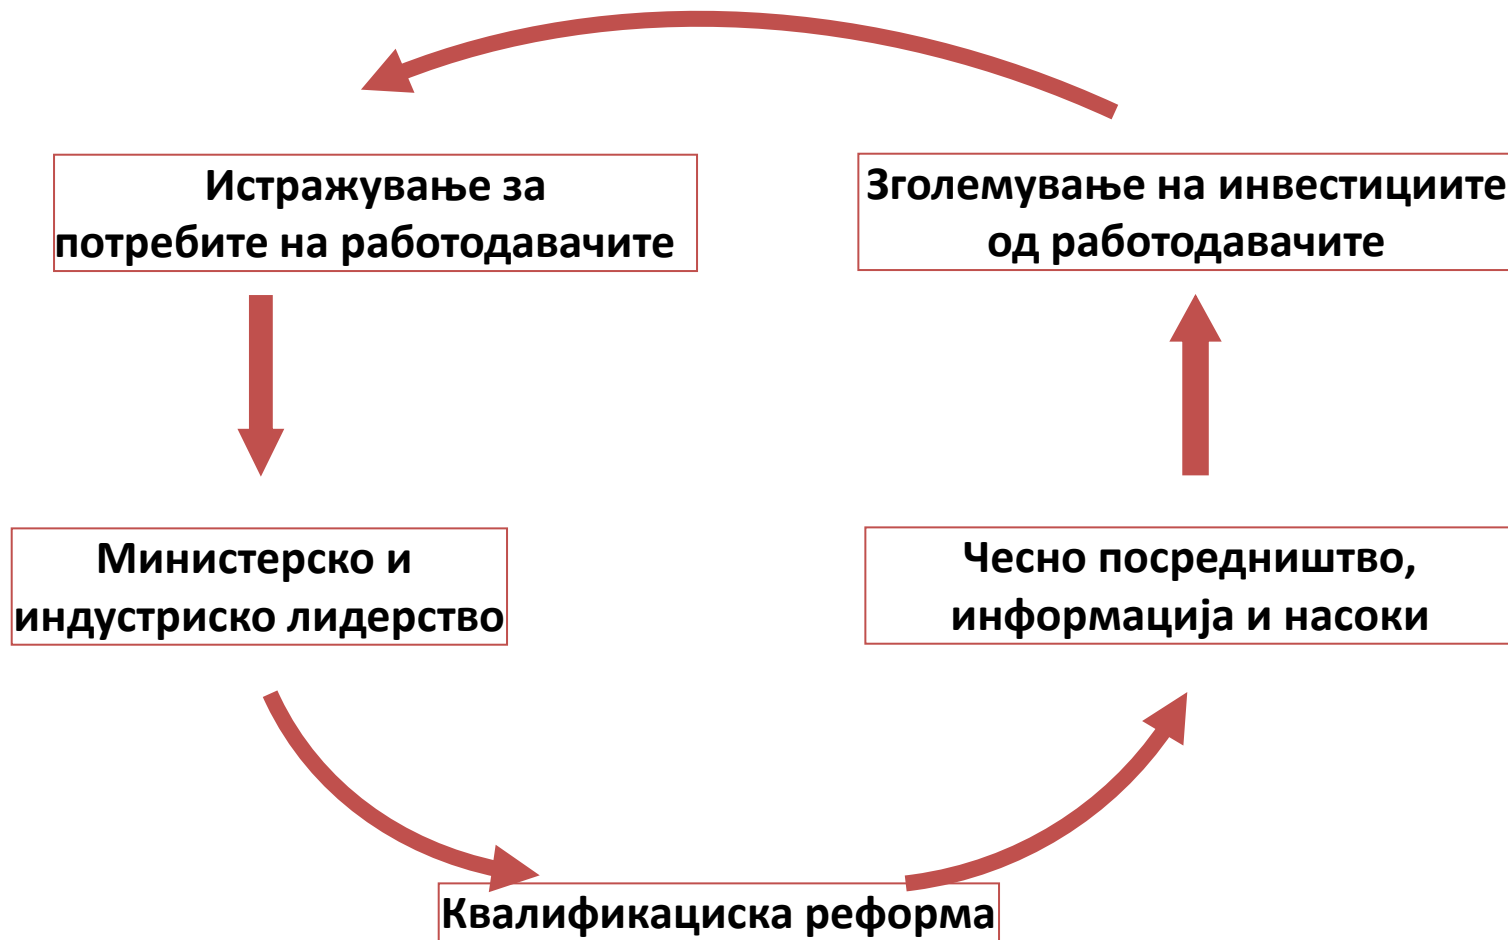 Истражување за
потребите на работодавачите
Зголемување на инвестициите
од работодавачите
Министерско и
индустриско лидерство
Чесно посредништво,
информација и насоки
Квалификациска реформа